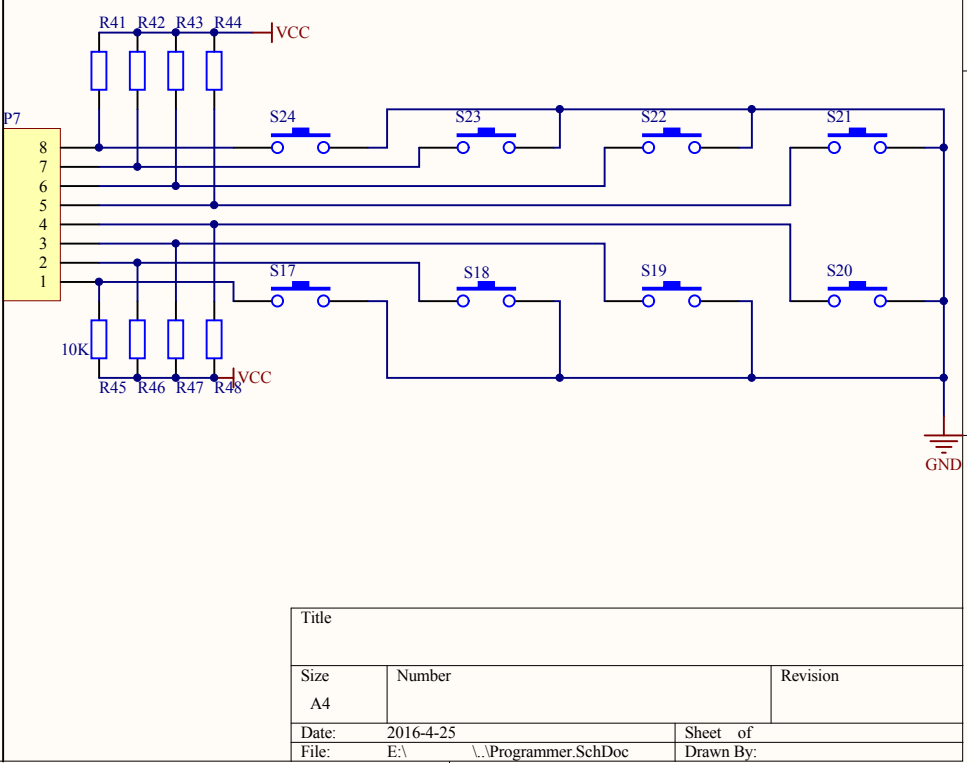 R41 R42 R43 R44
VCC
P7
S24 S23 S22 S21
8
7
6
5
4
3
2
1
S17 S18 S19 S20
10K
R45 R46 R47 R48
VCC
GND
Title
Size Number Revision
A4
Date: 2016-4-25 Sheet of
File: E:\ \..\Programmer.SchDoc Drawn By: